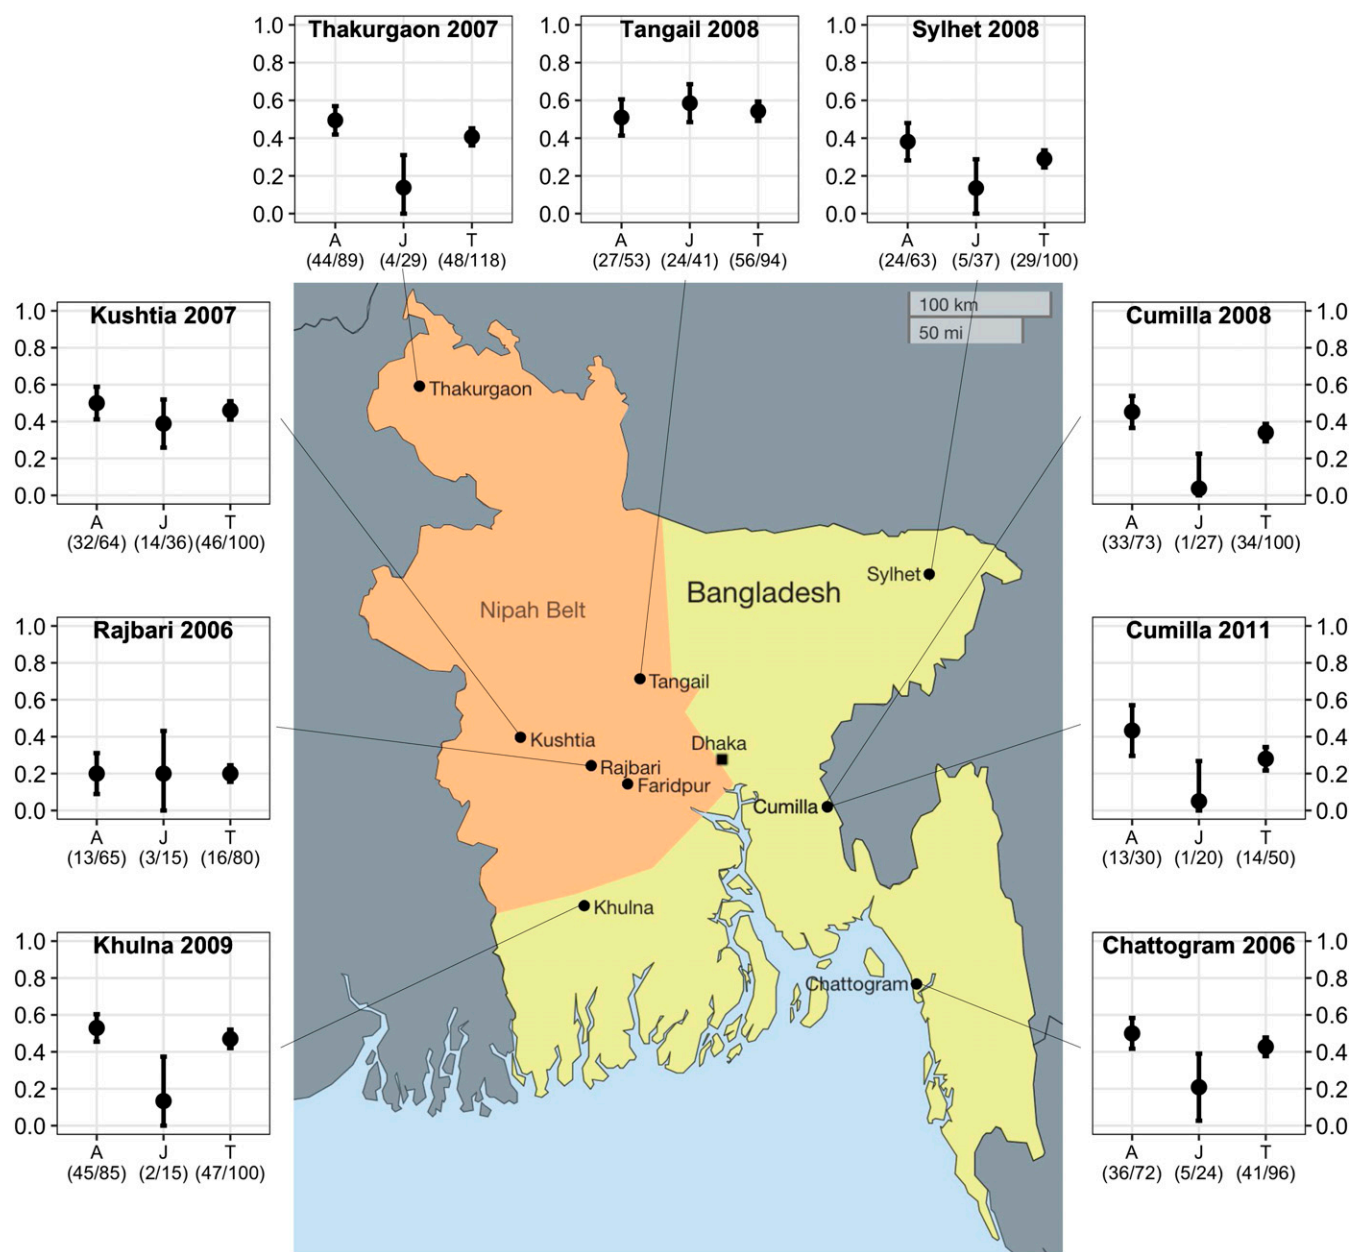 Thakurgaon 2007
1.0
0.8
0.6
0.4
0.2
0.0
A J T
(44/89) (4/29) (48/118)
Tangail 2008
1.0
0.8
0.6
0.4
0.2
0.0
A J T
(27/53) (24/41) (56/94)
Sylhet 2008
1.0
0.8
0.6
0.4
0.2
0.0
A J T
(24/63) (5/37) (29/100)
Kushtia 2007
1.0
0.8
0.6
0.4
0.2
0.0
A J T
(32/64) (14/36) (46/100)
Rajbari 2006
1.0
0.8
0.6
0.4
0.2
0.0
A J T
(13/65) (3/15) (16/80)
Khulna 2009
1.0
0.8
0.6
0.4
0.2
0.0
A J T
(45/85) (2/15) (47/100)
100 km
50 mi
Thakurgaon
Sylhet
Bangladesh
Nipah Belt
Tangail
Kushtia
Dhaka
Rajbari
Faridpur
Cumilla
Khulna
Chattogram
Cumilla 2008
1.0
0.8
0.6
0.4
0.2
0.0
A J T
(33/73) (1/27) (34/100)
Cumilla 2011
1.0
0.8
0.6
0.4
0.2
0.0
A J T
(13/30) (1/20) (14/50)
Chattogram 2006
1.0
0.8
0.6
0.4
0.2
0.0
A J T
(36/72) (5/24) (41/96)